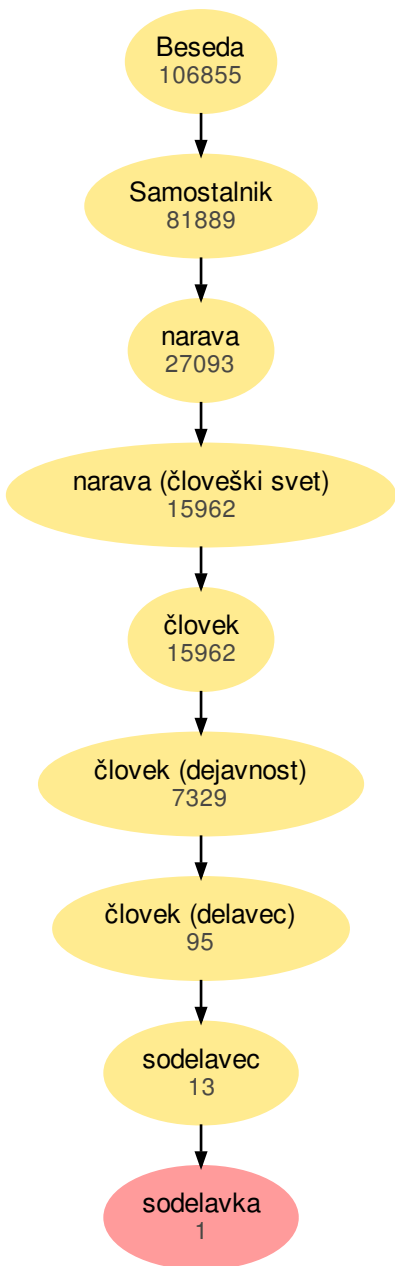 Beseda
106855
Samostalnik
81889
narava
27093
narava (človeški svet)
15962
človek
15962
človek (dejavnost)
7329
človek (delavec)
95
sodelavec
13
sodelavka
1